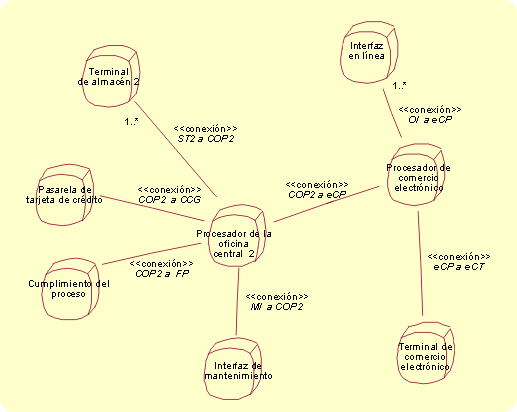 Interfaz
en línea
Terminal
de almacén 2
1..*
1..*
<<conexión>>
OI a eCP
<<conexión>>
ST2 a COP2
Procesador de
comercio
electrónico
Pasarela de
tarjeta de crédito
<<conexión>>
COP2 a CCG
<<conexión>>
COP2 a eCP
Procesador de la
oficina
central 2
<<conexión>>
COP2 a FP
<<conexión>>
eCP a eCT
Cumplimiento del
proceso
<<conexión>>
MI a COP2
Terminal de
comercio
electrónico
Interfaz de
mantenimiento